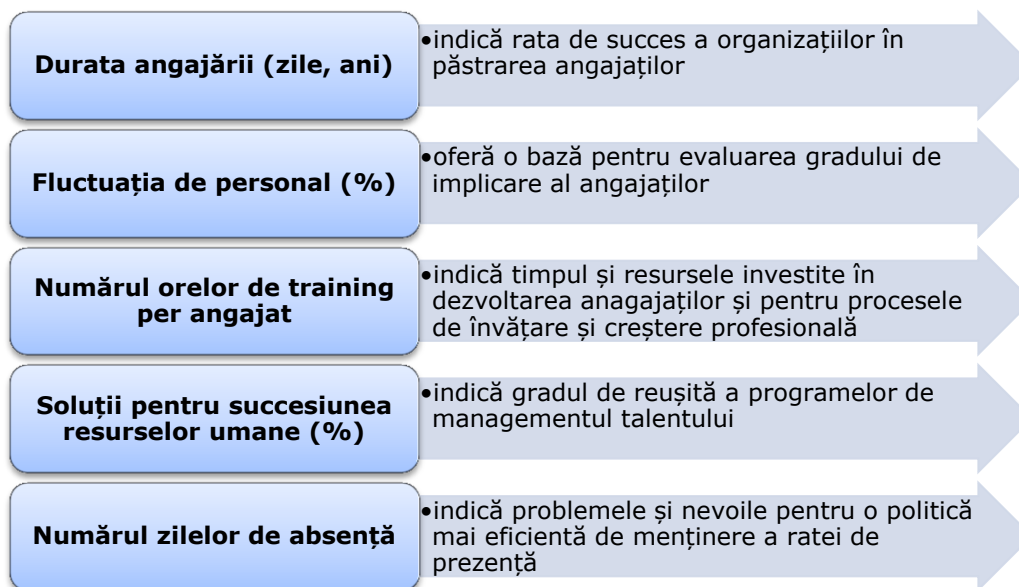 Durata angajării (zile, ani)
•indică rata de succes a organizațiilor în
păstrarea angajaților
Fluctuația de personal (%)
•oferă o bază pentru evaluarea gradului de
implicare al angajaților
Numărul orelor de training
per angajat
•indică timpul și resursele investite în
dezvoltarea anagajaților și pentru procesele
de învățare și creștere profesională
Soluții pentru succesiunea
resurselor umane (%)
•indică gradul de reușită a programelor de
managementul talentului
Numărul zilelor de absență
•indică problemele și nevoile pentru o politică
mai eficientă de menținere a ratei de
prezență